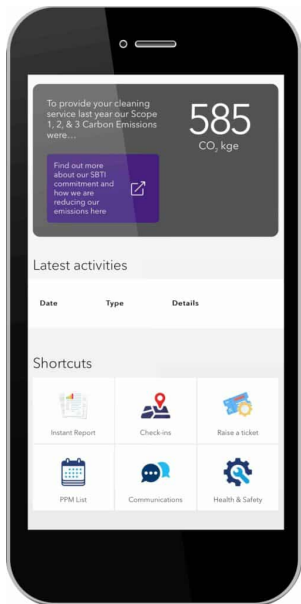 To provide your cleaning
service last year our Scope
1, 2, & 3 Carbon Emissions
were...
585
CO₂ kge
Find out more
about our SBTI
commitment and
how we are
reducing our
emissions here
Latest activities
Date Type Details
Shortcuts
Instant Report Check-ins Raise a ticket
PPM List Communications Health & Safety